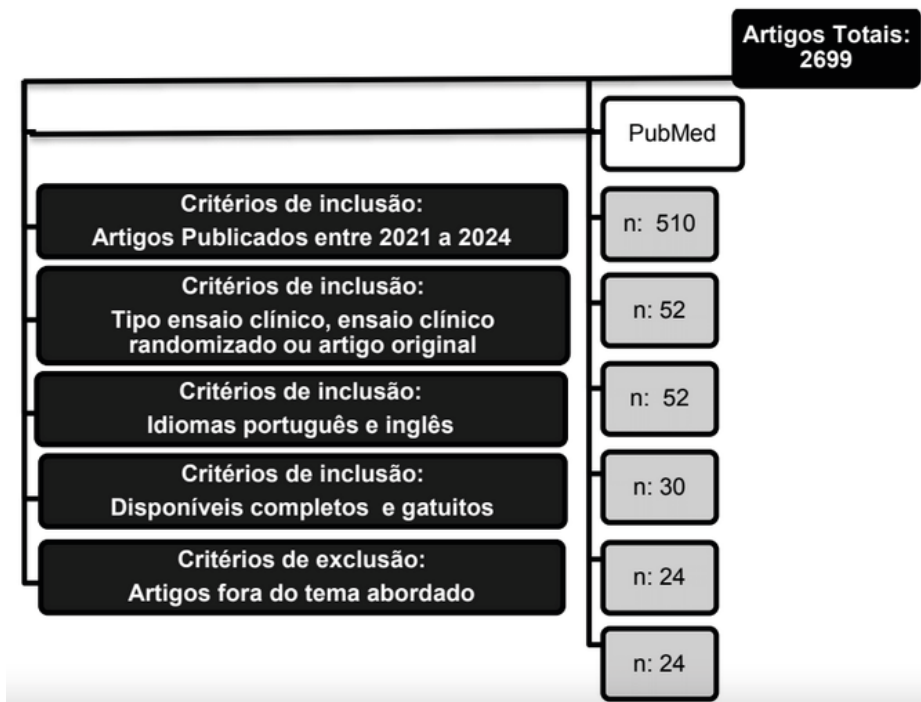 Artigos Totais:
2699
PubMed
Critérios de inclusão:
Artigos Publicados entre 2021 a 2024
n: 510
Critérios de inclusão:
Tipo ensaio clínico, ensaio clínico
randomizado ou artigo original
n: 52
Critérios de inclusão:
Idiomas português e inglês
n: 52
Critérios de inclusão:
Disponíveis completos e gatuitos
n: 30
Critérios de exclusão:
Artigos fora do tema abordado
n: 24
n: 24